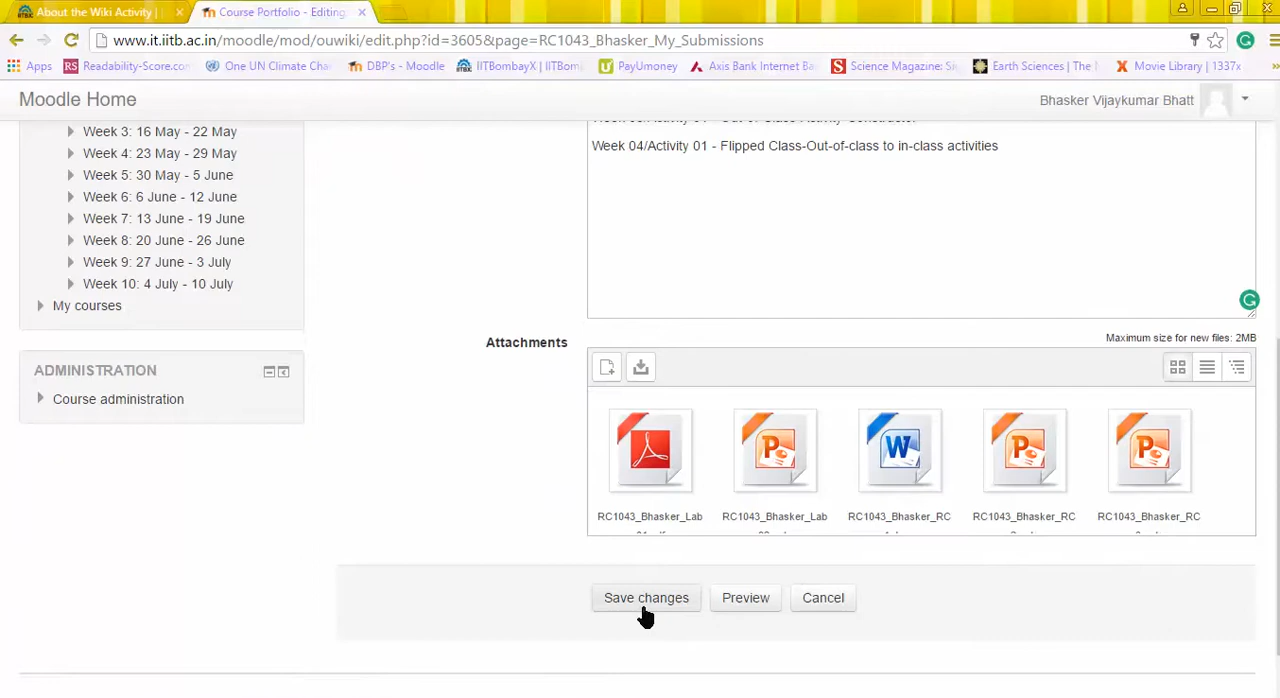 About the Wiki Activity |
Course Portfolio - Editing
www.it.iitb.ac.in/moodle/mod/ouwiki/edit.php?id=3605&page=RC1043_Bhasker_My_Submissions
Apps
RS Readability-Score.com
One UN Climate Cha
DBP's - Moodle
IITBombayX | IITBom
PayUmoney
Axis Bank Internet Ba
S Science Magazine: Si
Earth Sciences | The
Movie Library | 1337x
Moodle Home
Bhasker Vijaykumar Bhatt
Week 3: 16 May - 22 May
Week 4: 23 May - 29 May
Week 5: 30 May - 5 June
Week 6: 6 June - 12 June
Week 7: 13 June - 19 June
Week 8: 20 June - 26 June
Week 9: 27 June - 3 July
Week 10: 4 July - 10 July
My courses
ADMINISTRATION
Course administration
Week 04/Activity 01 - Flipped Class-Out-of-class to in-class activities
Attachments
Maximum size for new files: 2MB
RC1043_Bhasker_Lab
RC1043_Bhasker_Lab
RC1043_Bhasker_RC
RC1043_Bhasker_RC
RC1043_Bhasker_RC
Save changes
Preview
Cancel